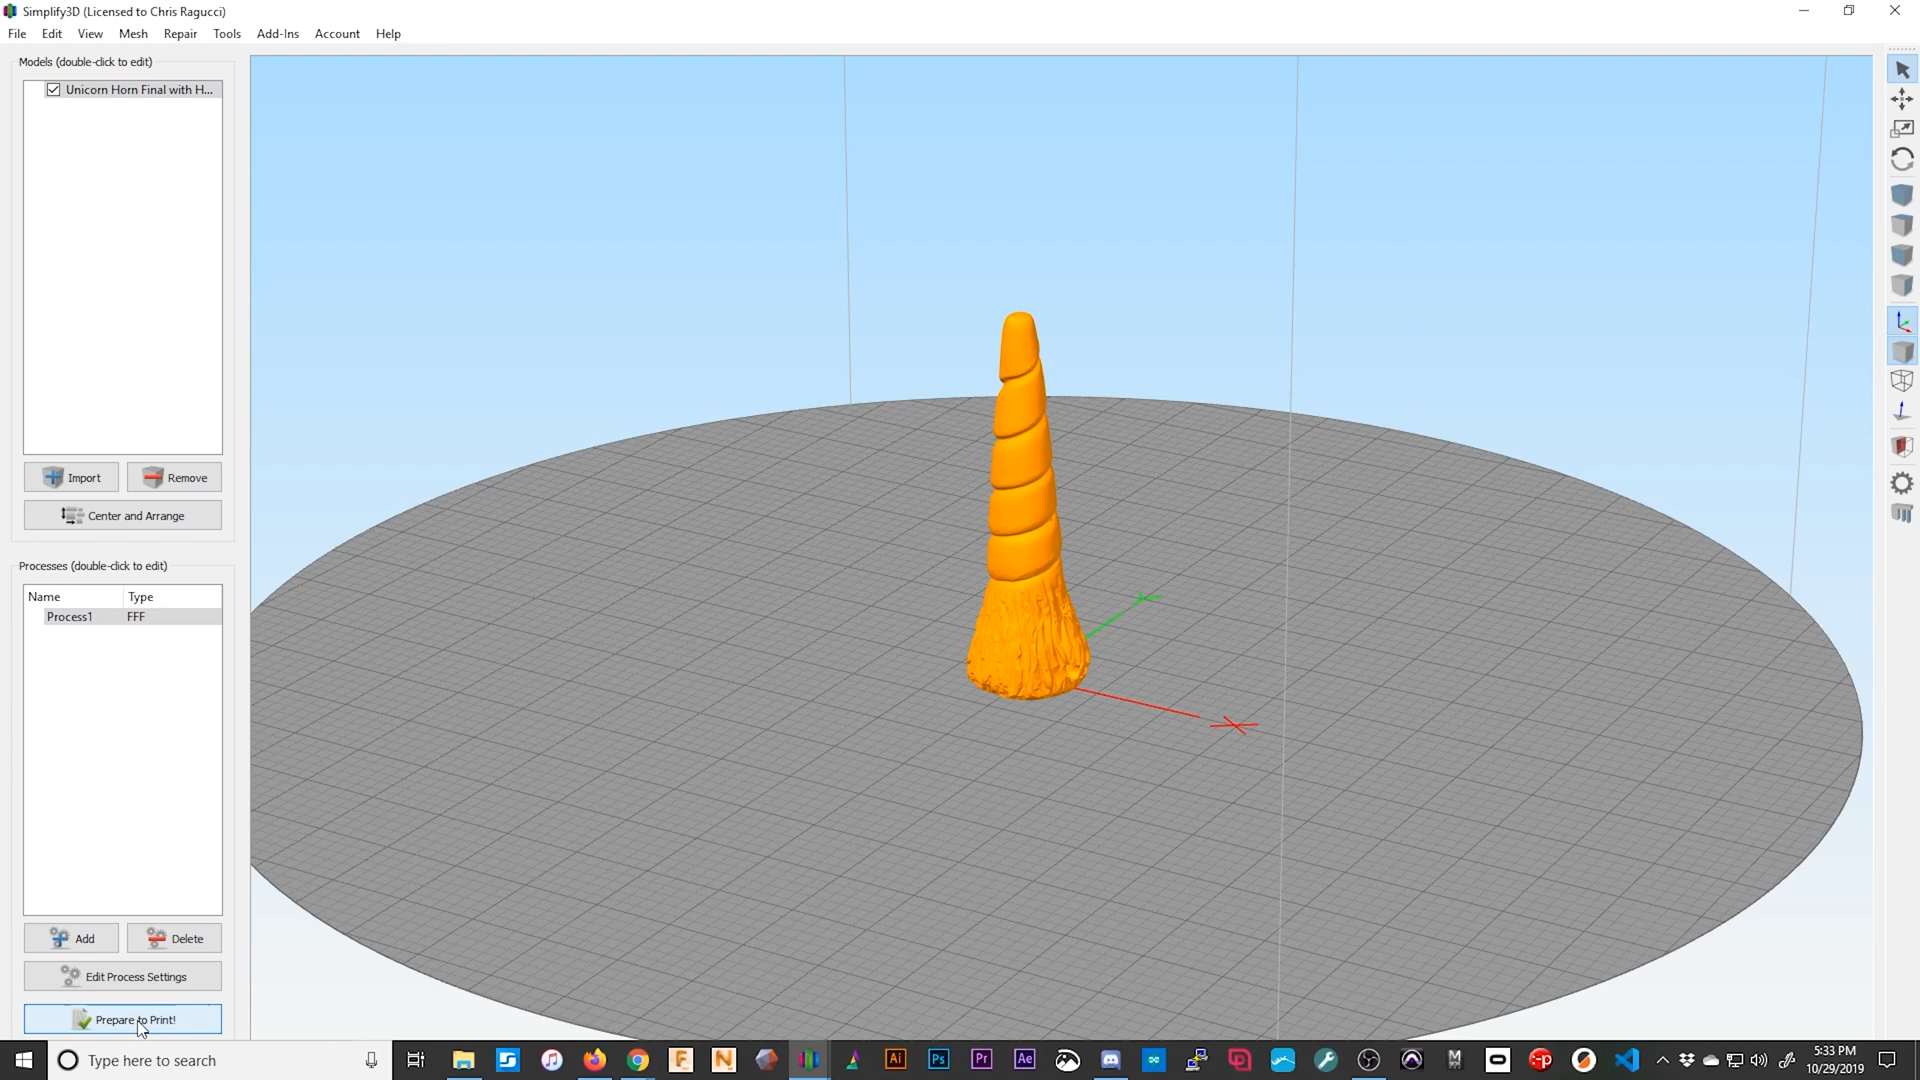 Simplify3D (Licensed to Chris Ragucci)
File Edit View Mesh Repair Tools Add-Ins Account Help
Models (double-click to edit)
Unicorn Horn Final with H...
Import Remove
Center and Arrange
Processes (double-click to edit)
Name Type
Process1 FFF
Add Delete
Edit Process Settings
Prepare to Print!
Type here to search
F N Ai Ps Pr Ae
5:33 PM
10/29/2019